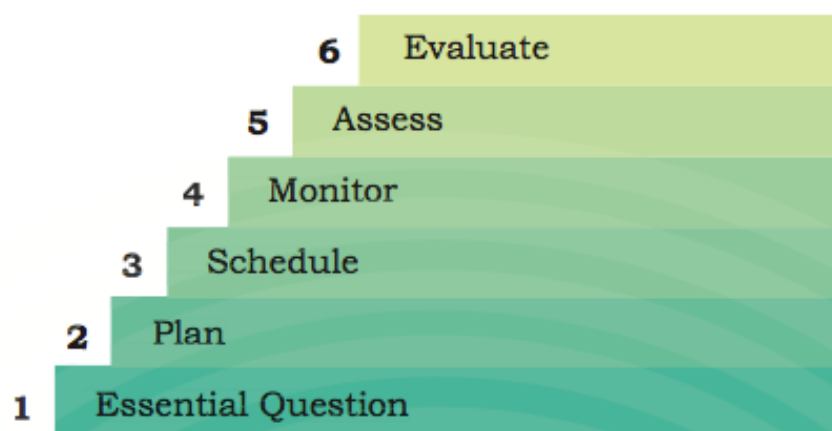 6 Evaluate
5 Assess
4 Monitor
3 Schedule
2 Plan
1 Essential Question